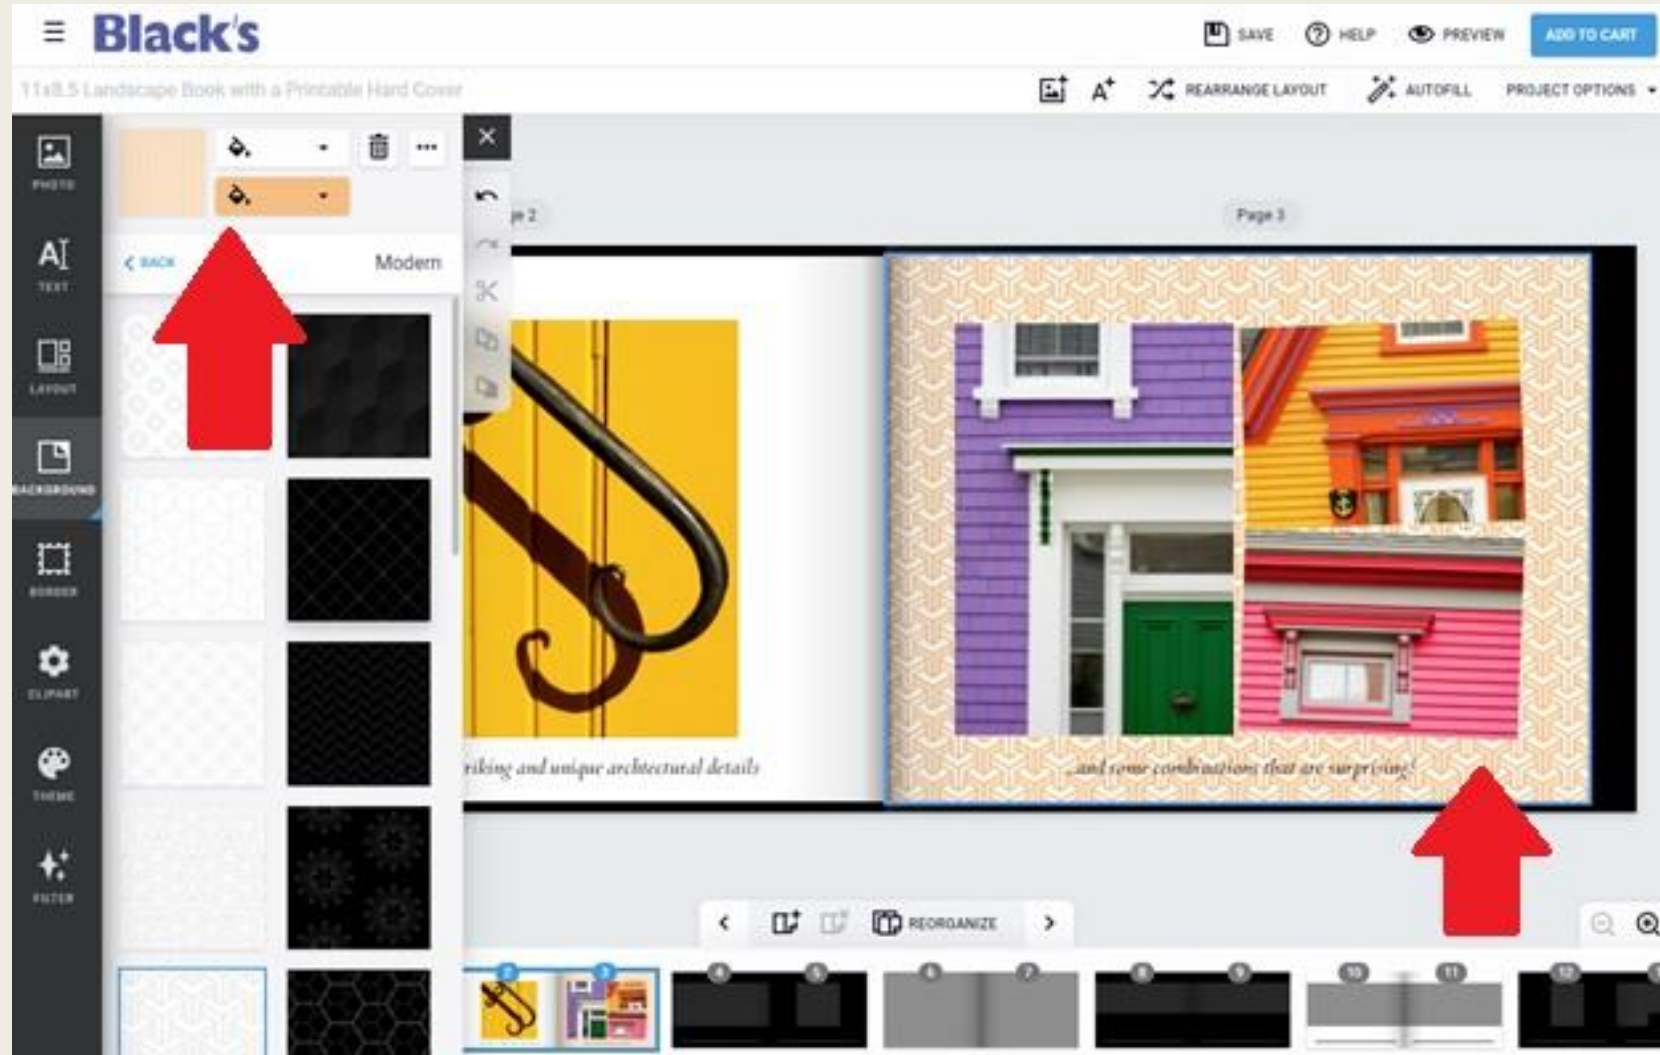 Black's
SAVE
HELP
PREVIEW
ADD TO CART
11x8.5 Landscape Book with a Printable Hard Cover
A+
REARRANGE LAYOUT
AUTOFILL
PROJECT OPTIONS
PHOTO
TEXT
LAYOUT
BACKGROUND
BORDER
CLIPART
THEME
FILTER
BACK
Modern
ge 2
Page 3
riking and unique architectural details
...and some combinations that are surprising!
REORGANIZE
2
3
4
5
6
7
8
9
10
11
12